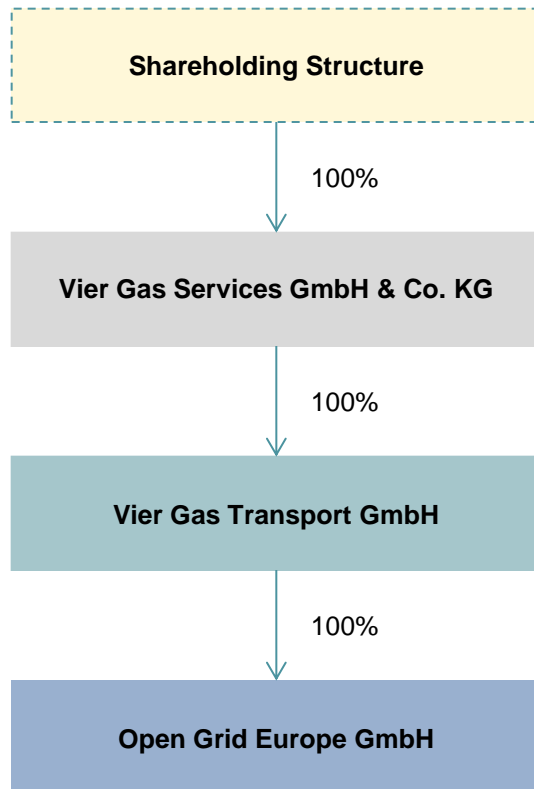 Shareholding Structure
100%
Vier Gas Services GmbH & Co. KG
100%
Vier Gas Transport GmbH
100%
Open Grid Europe GmbH